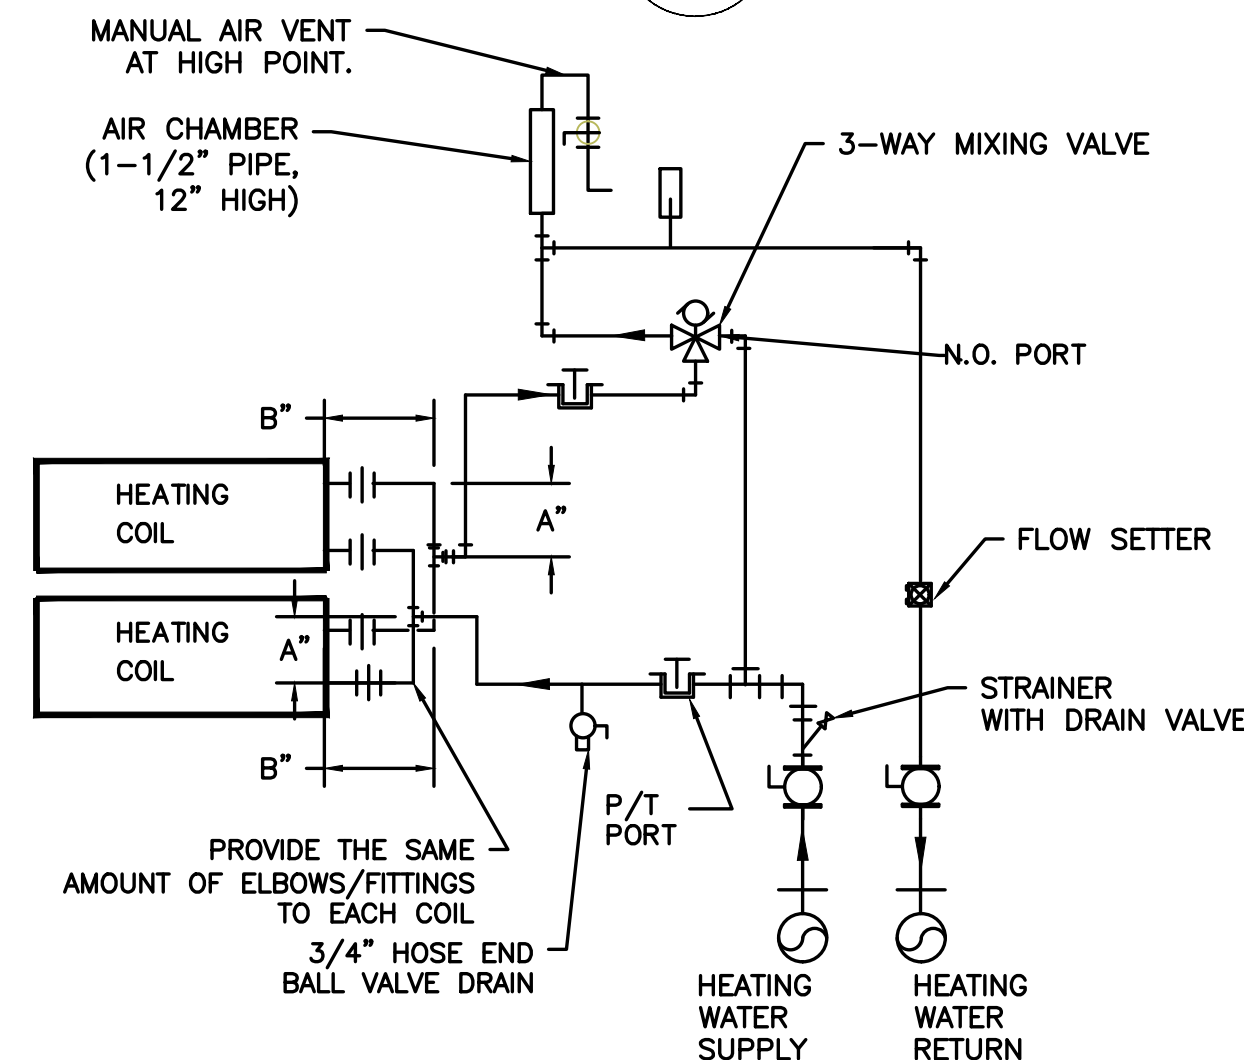 MANUAL AIR VENT
AT HIGH POINT.
AIR CHAMBER
(1-1/2" PIPE,
12" HIGH)
3-WAY MIXING VALVE
N.O. PORT
B"
HEATING
COIL
A"
FLOW SETTER
HEATING
COIL
A"
STRAINER
WITH DRAIN VALVE
B"
P/T
PORT
PROVIDE THE SAME
AMOUNT OF ELBOWS/FITTINGS
TO EACH COIL
3/4" HOSE END
BALL VALVE DRAIN
HEATING
WATER
SUPPLY
HEATING
WATER
RETURN